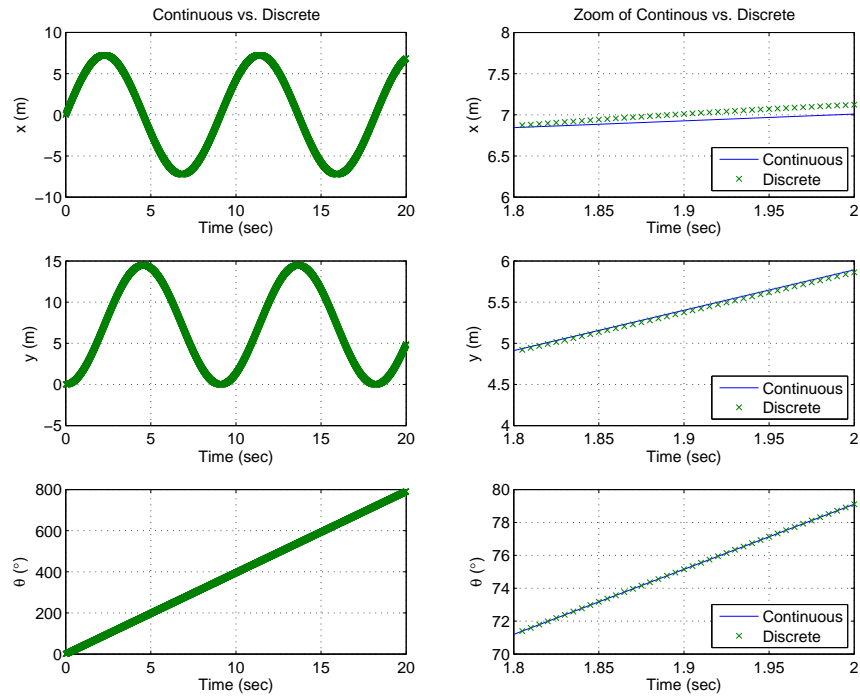 Continuous vs. Discrete
10
5
0
−5
−10
x (m)
0 5 10 15 20
Time (sec)
Zoom of Continous vs. Discrete
8
7.5
7
6.5
6
x (m)
1.8 1.85 1.9 1.95 2
Time (sec)
Continuous
Discrete
15
10
5
0
−5
y (m)
0 5 10 15 20
Time (sec)
6
5.5
5
4.5
4
y (m)
1.8 1.85 1.9 1.95 2
Time (sec)
Continuous
Discrete
800
600
400
200
0
θ (°)
0 5 10 15 20
Time (sec)
80
78
76
74
72
70
θ (°)
1.8 1.85 1.9 1.95 2
Time (sec)
Continuous
Discrete